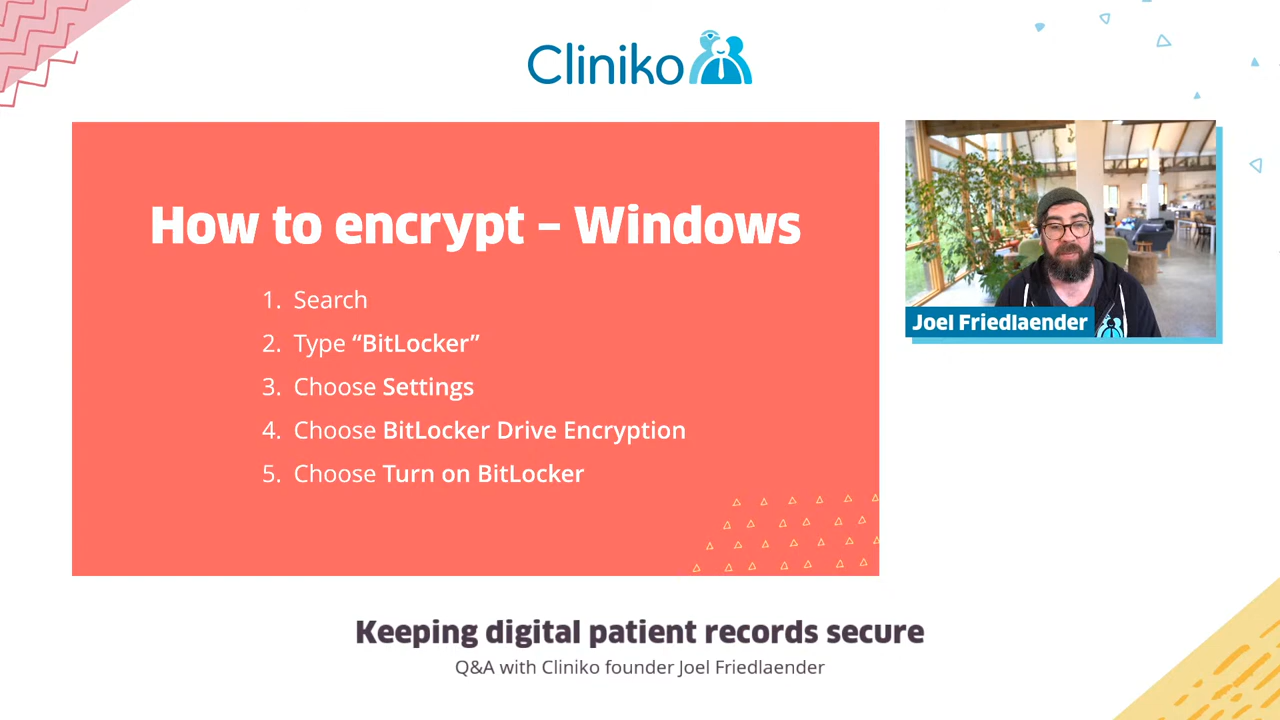 Cliniko
How to encrypt – Windows
1. Search
2. Type “BitLocker”
3. Choose Settings
4. Choose BitLocker Drive Encryption
5. Choose Turn on BitLocker
Joel Friedlaender
Keeping digital patient records secure
Q&A with Cliniko founder Joel Friedlaender